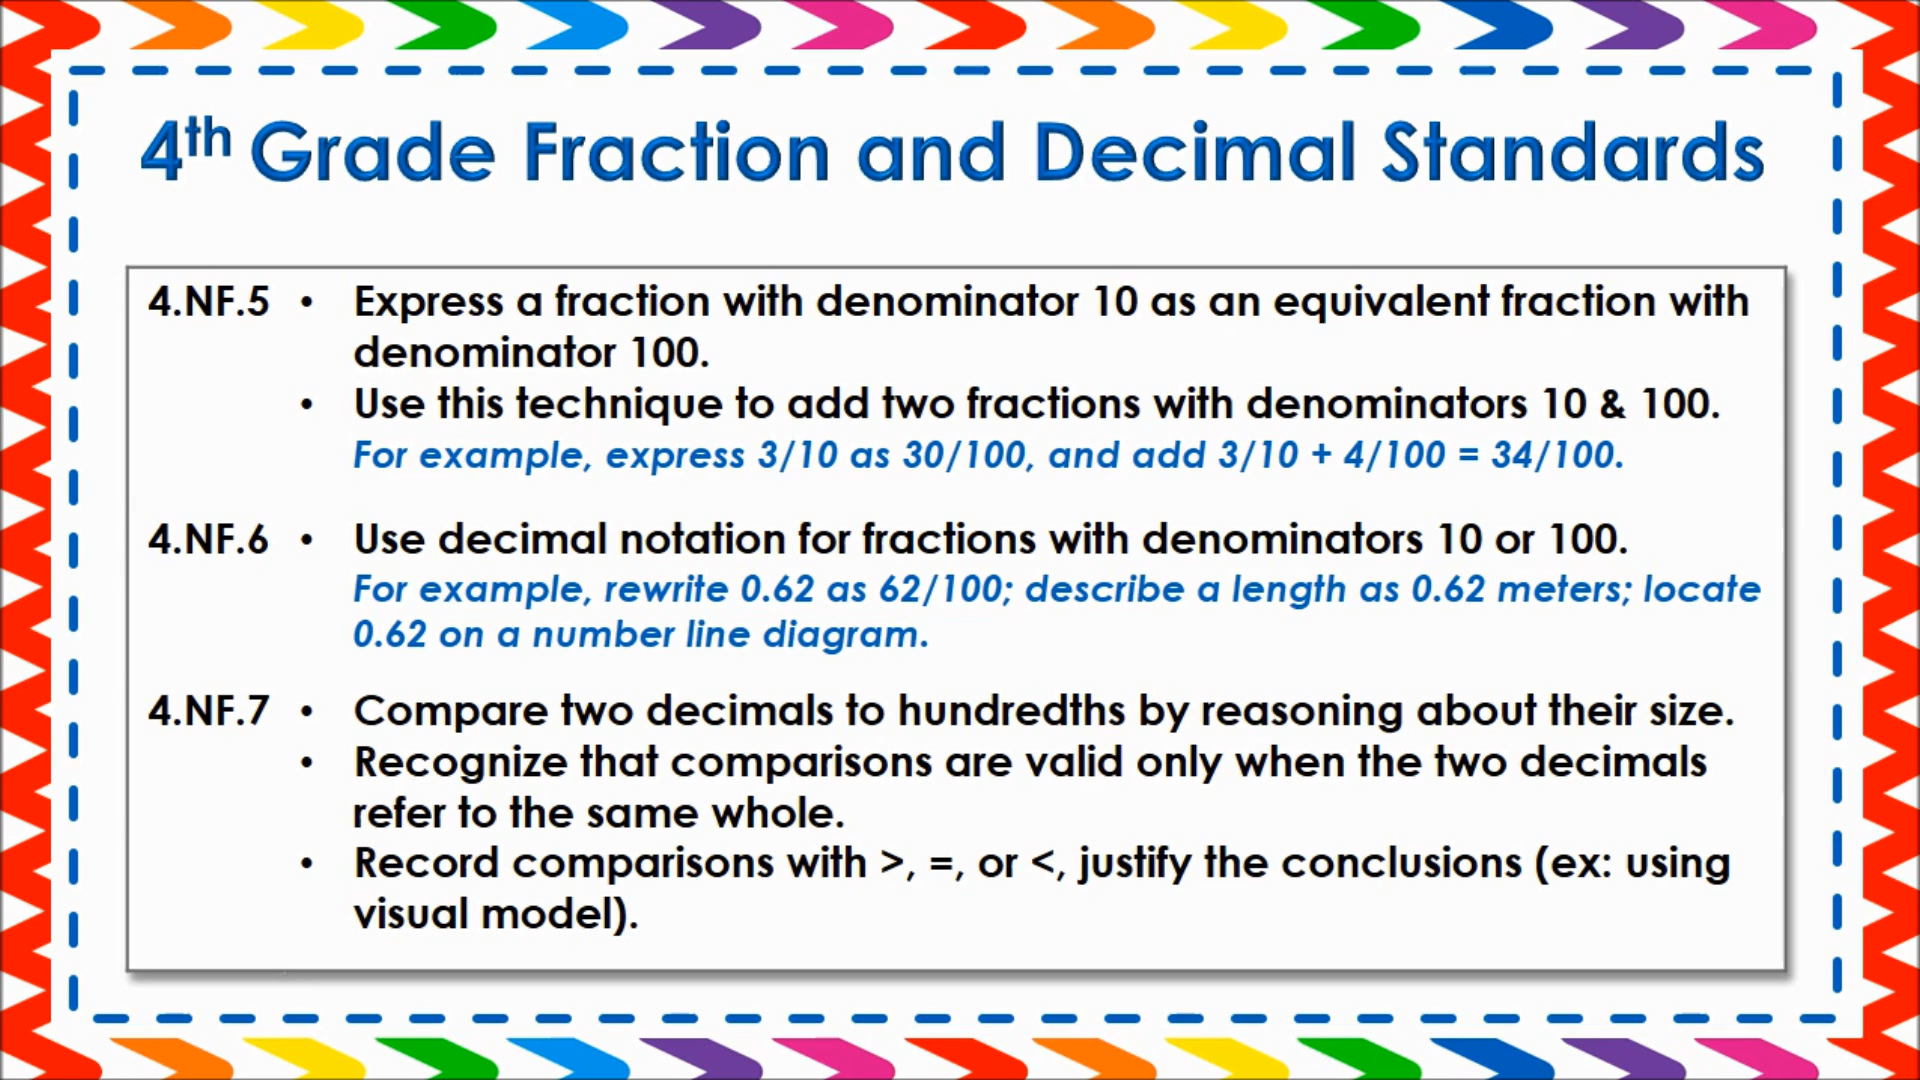 4th Grade Fraction and Decimal Standards
4.NF.5 • Express a fraction with denominator 10 as an equivalent fraction with
denominator 100.
• Use this technique to add two fractions with denominators 10 & 100.
For example, express 3/10 as 30/100, and add 3/10 + 4/100 = 34/100.
4.NF.6 • Use decimal notation for fractions with denominators 10 or 100.
For example, rewrite 0.62 as 62/100; describe a length as 0.62 meters; locate
0.62 on a number line diagram.
4.NF.7 • Compare two decimals to hundredths by reasoning about their size.
• Recognize that comparisons are valid only when the two decimals
refer to the same whole.
• Record comparisons with >, =, or <, justify the conclusions (ex: using
visual model).